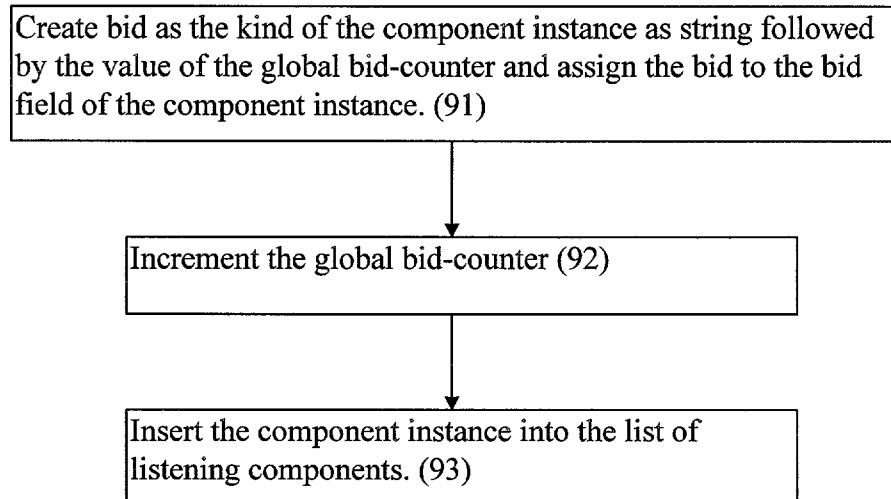 Create bid as the kind of the component instance as string followed
by the value of the global bid-counter and assign the bid to the bid
field of the component instance. (91)
Increment the global bid-counter (92)
Insert the component instance into the list of
listening components. (93)